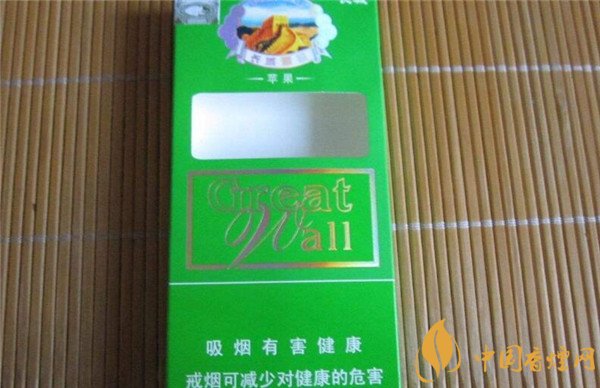 苹果
Great
Wall
吸烟有害健康
戒烟可减少对健康的危害
中国香煙网